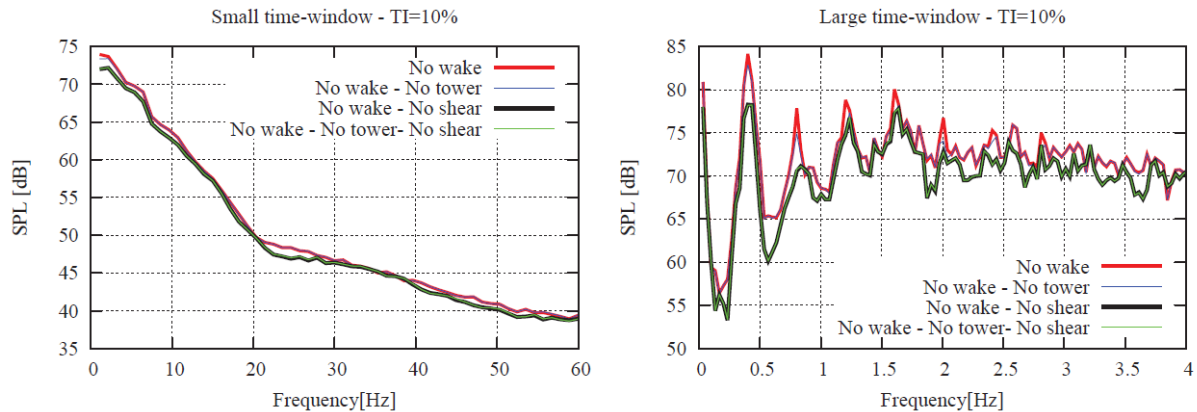 Small time-window - TI=10%
75
70
65
60
55
50
45
40
35
SPL [dB]
No wake
No wake - No tower
No wake - No shear
No wake - No tower- No shear
0 10 20 30 40 50 60
Frequency[Hz]
Large time-window - TI=10%
85
80
75
70
65
60
55
50
SPL [dB]
No wake
No wake - No tower
No wake - No shear
No wake - No tower- No shear
0 0.5 1 1.5 2 2.5 3 3.5 4
Frequency[Hz]